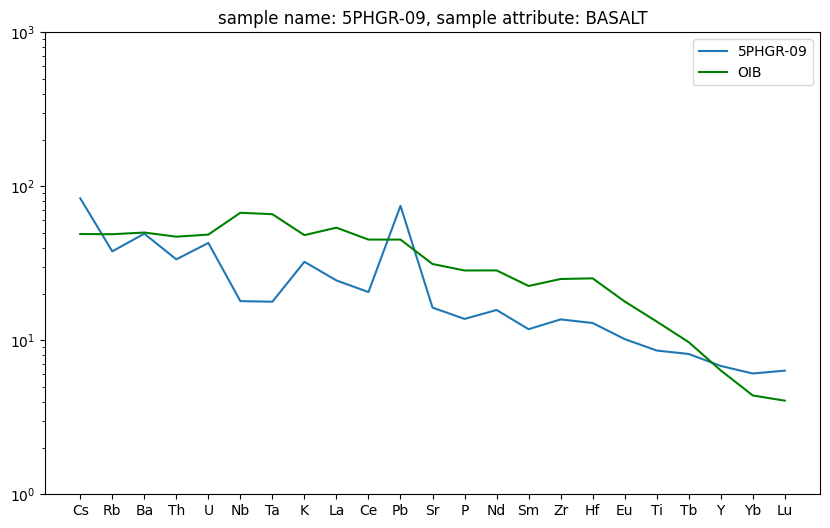 sample name: 5PHGR-09, sample attribute: BASALT
10³
5PHGR-09
OIB
10²
10¹
10⁰
Cs Rb Ba Th U Nb Ta K La Ce Pb Sr P Nd Sm Zr Hf Eu Ti Tb Y Yb Lu